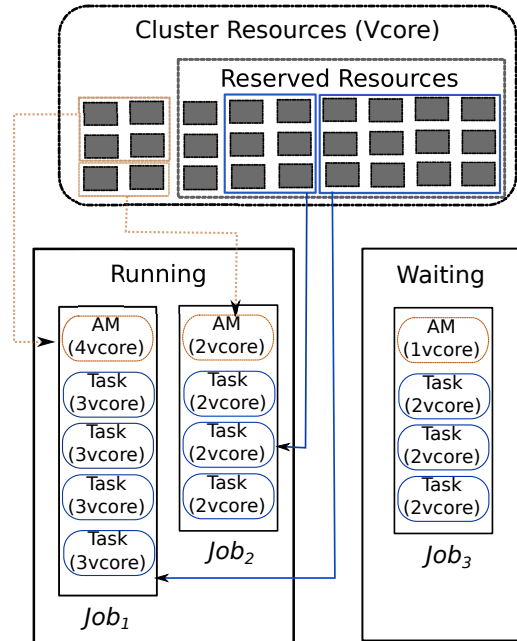 Cluster Resources (Vcore)
Reserved Resources
Running
AM
(4vcore)
Task
(3vcore)
Task
(3vcore)
Task
(3vcore)
Task
(3vcore)
Job1
AM
(2vcore)
Task
(2vcore)
Task
(2vcore)
Task
(2vcore)
Job2
Waiting
AM
(1vcore)
Task
(2vcore)
Task
(2vcore)
Task
(2vcore)
Job3